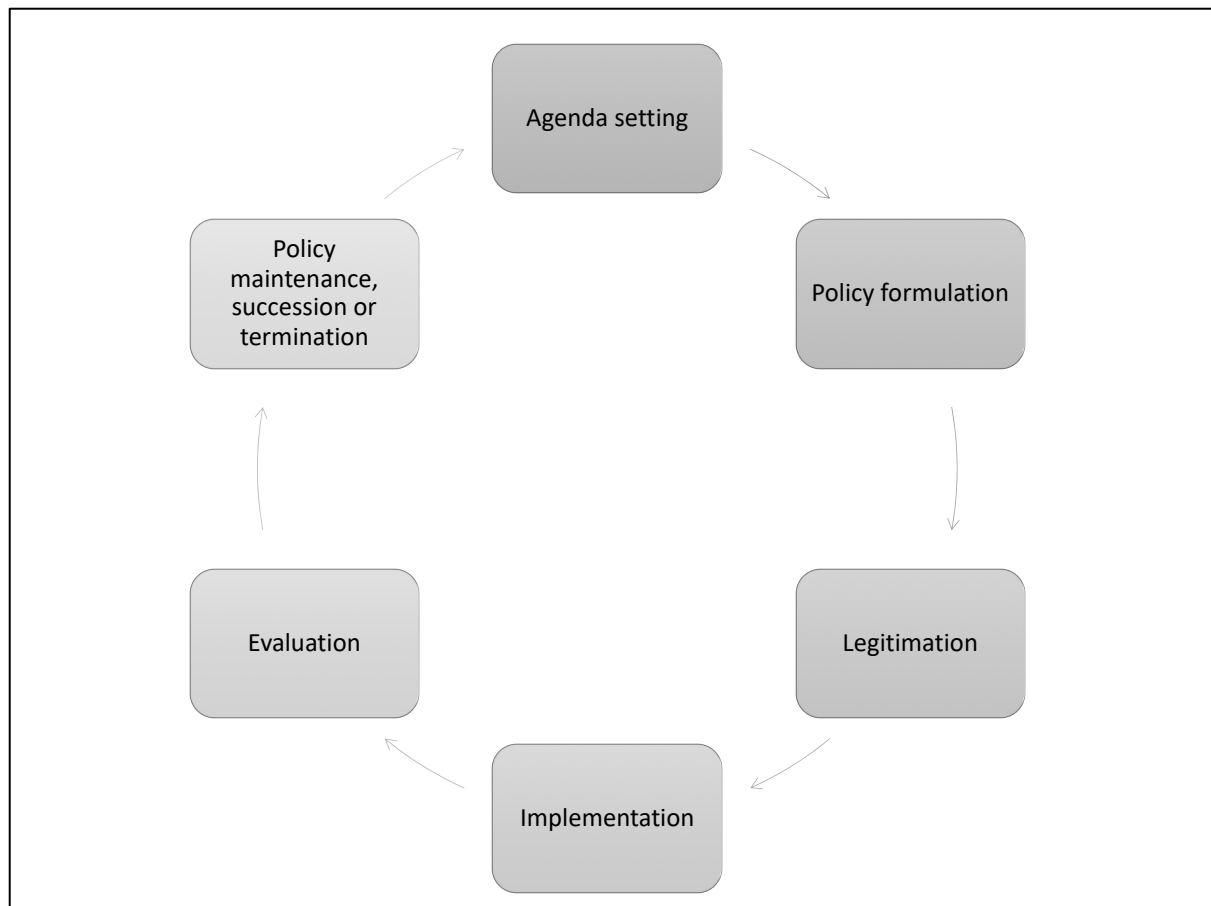 Agenda setting
Policy formulation
Legitimation
Implementation
Evaluation
Policy
maintenance,
succession or
termination